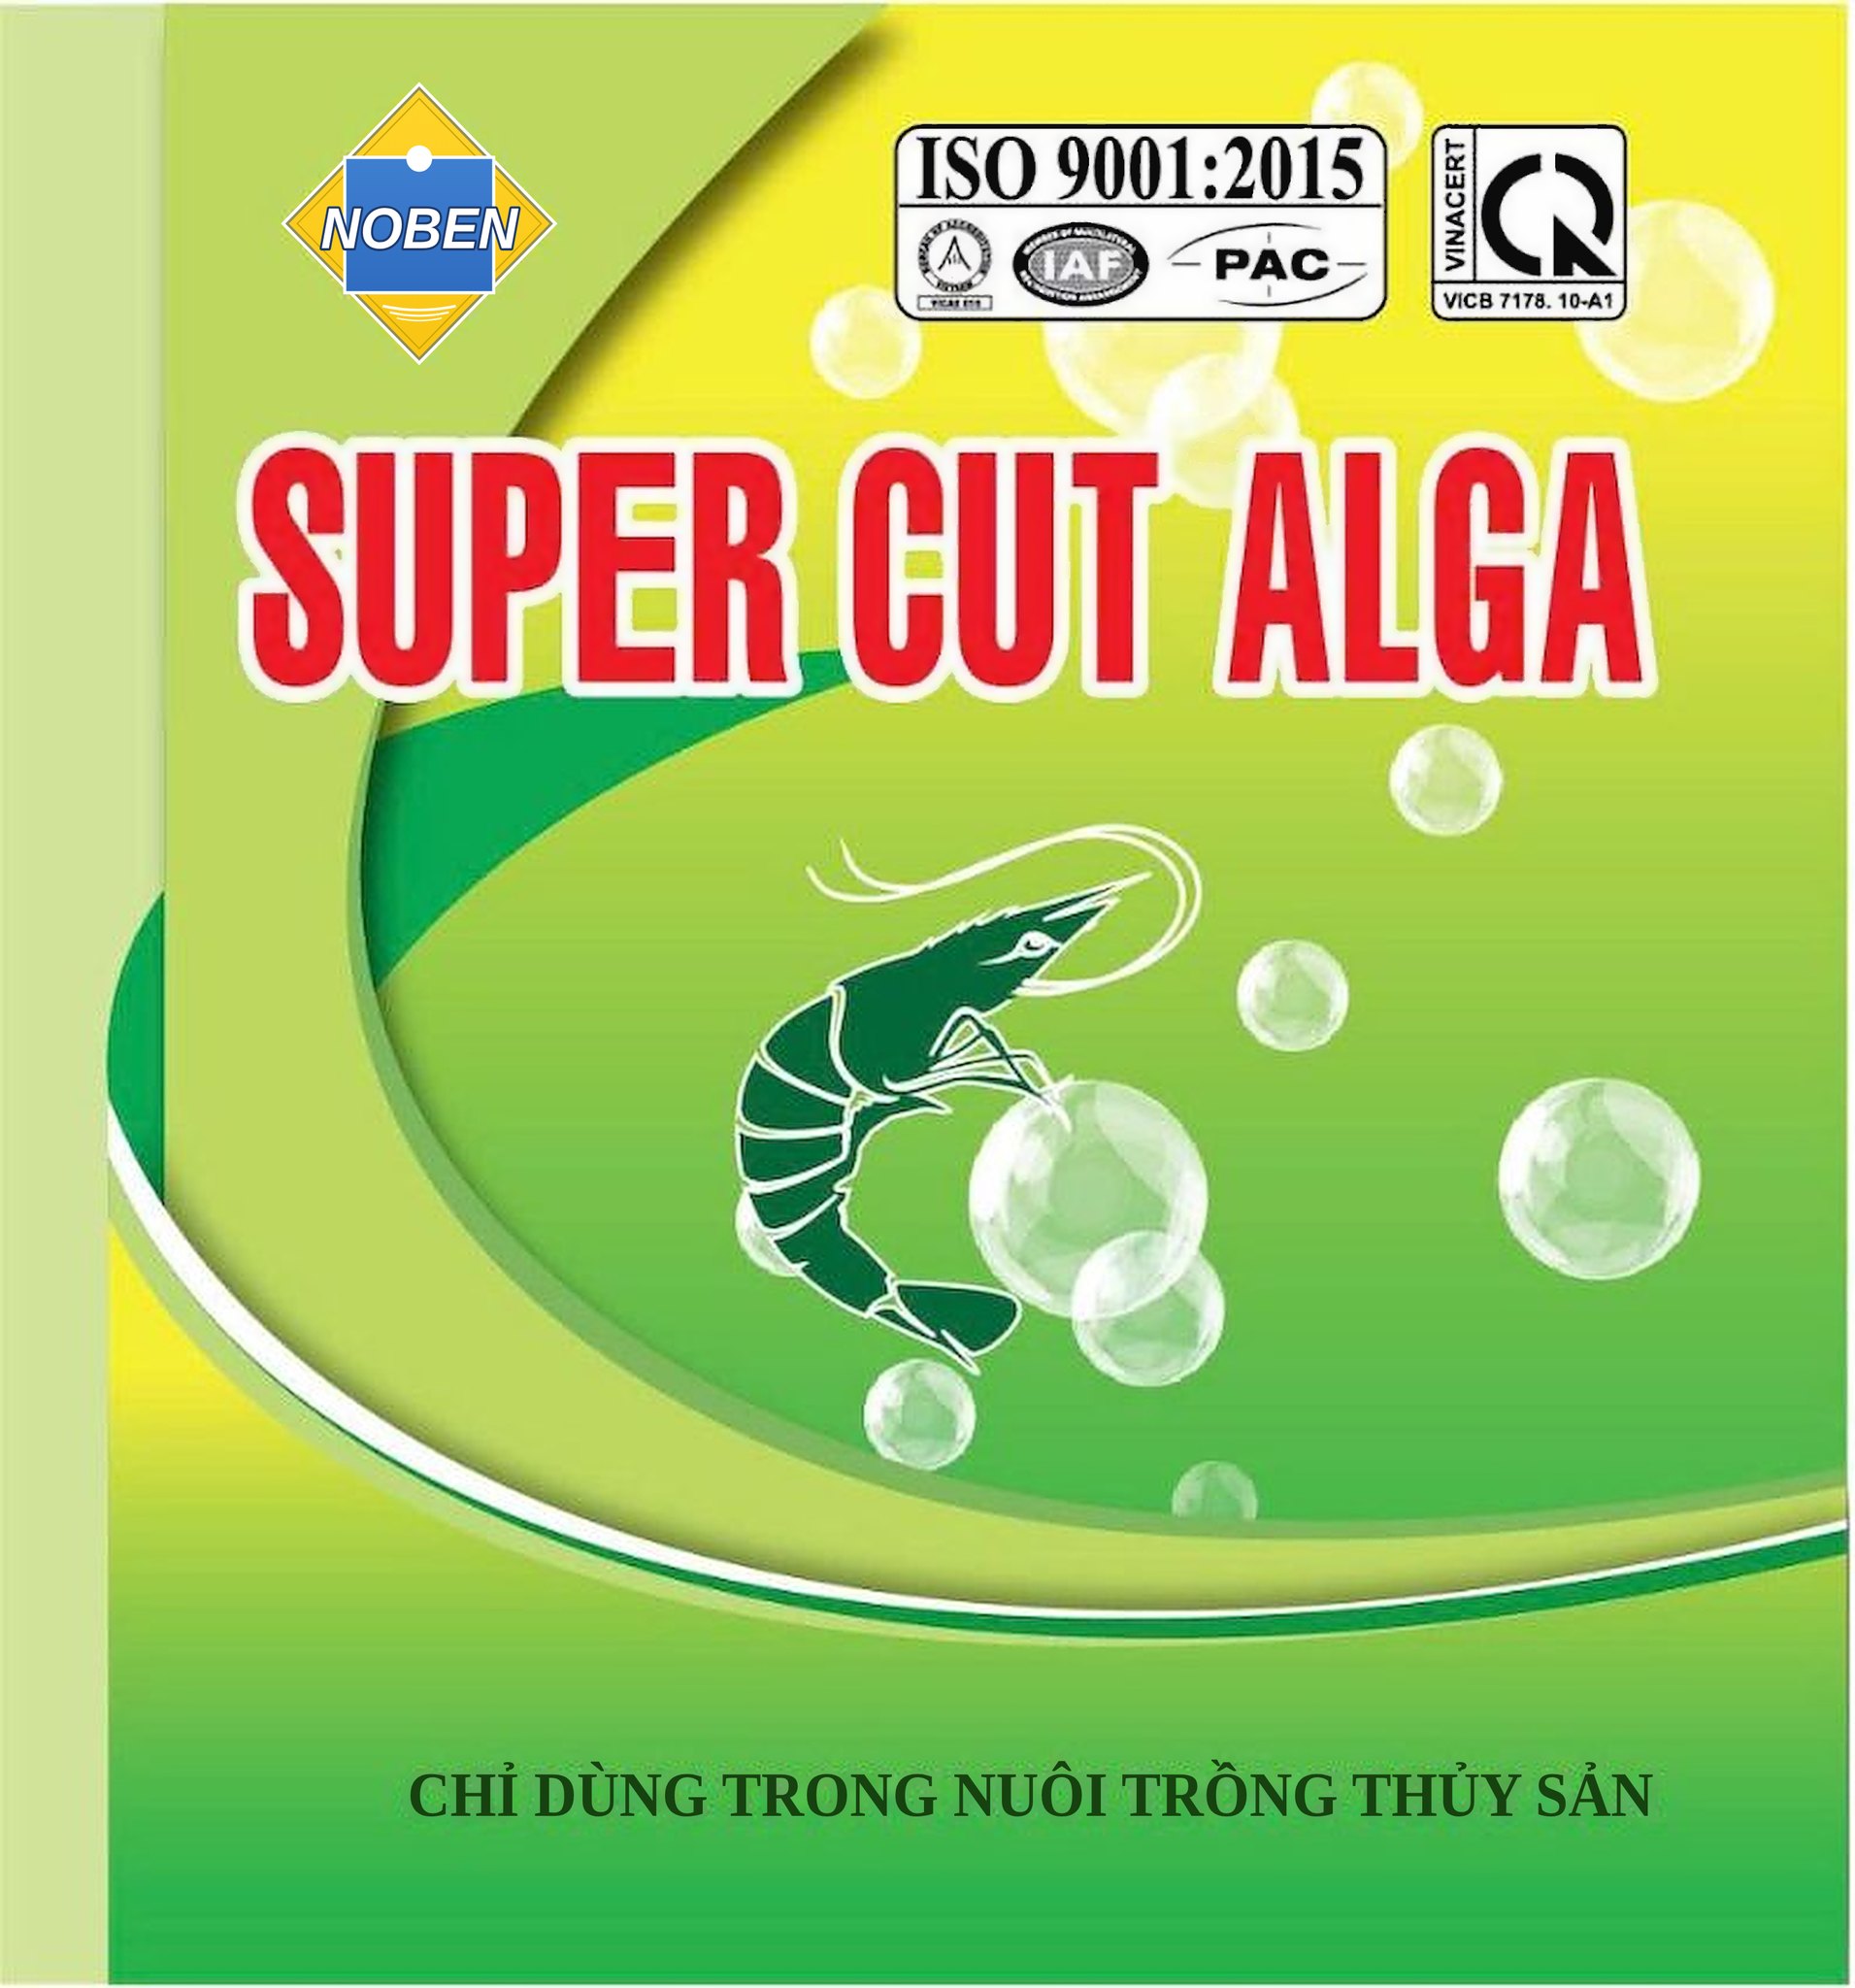 NOBEN
ISO 9001:2015
IAF
PAC
VINACERT
VICB 7178. 10-A1
SUPER CUT ALGA
CHỈ DÙNG TRONG NUÔI TRỒNG THỦY SẢN